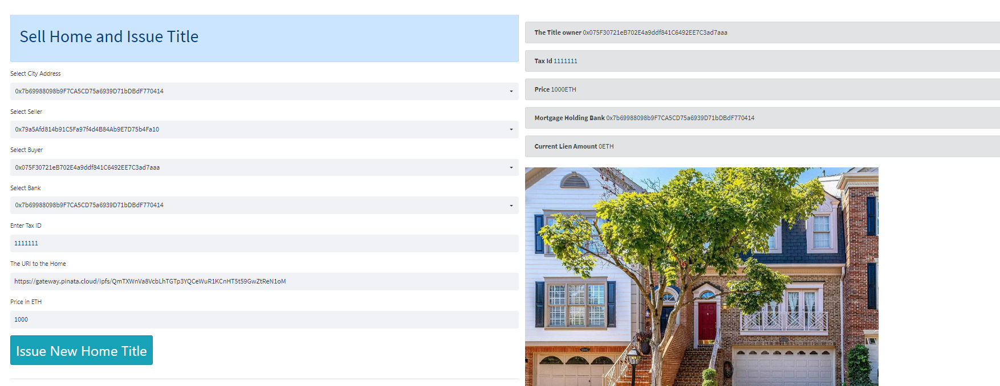 Sell Home and Issue Title
Select City Address
0x7b69988098b9F7CA5CD75a6939D71bDBdF770414
Select Seller
0x79a5Afd814b91C5Fa97f4d4B84Ab9E7D75b4Fa10
Select Buyer
0x075F30721eB702E4a9ddf841C6492EE7C3ad7aaa
Select Bank
0x7b69988098b9F7CA5CD75a6939D71bDBdF770414
Enter Tax ID
1111111
The URI to the Home
https://gateway.pinata.cloud/ipfs/QmTXWnVa8VcbLhTGTp3YQCeWuR1KCnHT5t59GwZtReN1oM
Price in ETH
1000
Issue New Home Title
The Title owner 0x075F30721eB702E4a9ddf841C6492EE7C3ad7aaa
Tax Id 1111111
Price 1000ETH
Mortgage Holding Bank 0x7b69988098b9F7CA5CD75a6939D71bDBdF770414
Current Lien Amount 0ETH